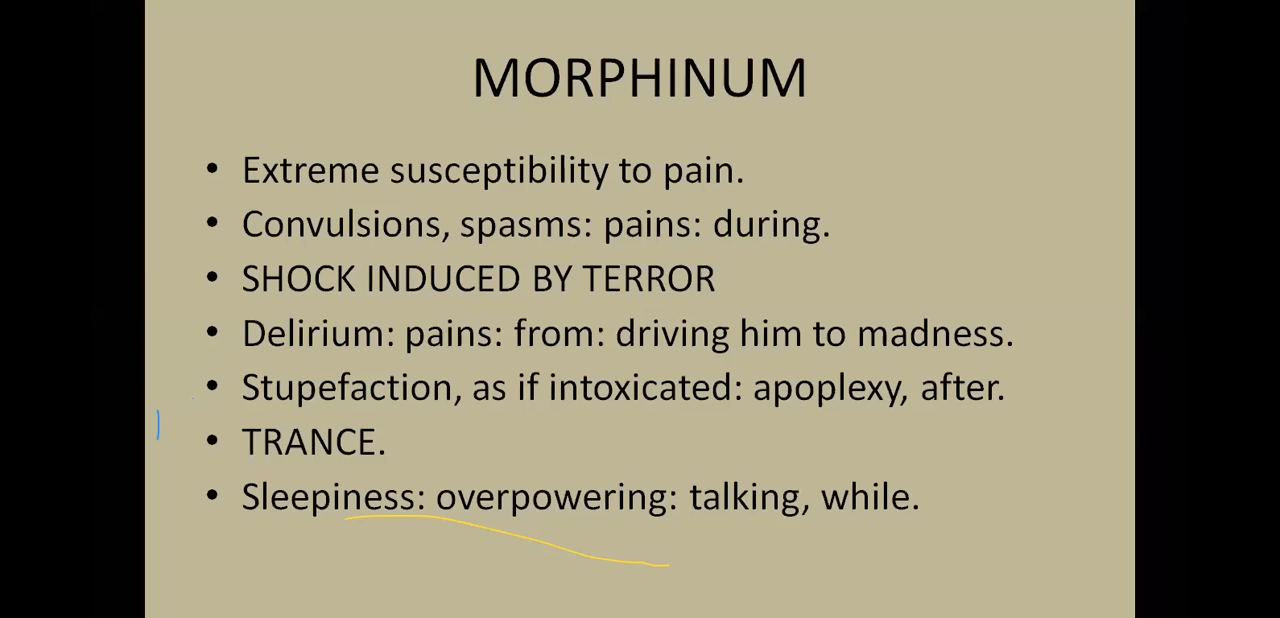 MORPHINUM
• Extreme susceptibility to pain.
• Convulsions, spasms: pains: during.
• SHOCK INDUCED BY TERROR
• Delirium: pains: from: driving him to madness.
• Stupefaction, as if intoxicated: apoplexy, after.
• TRANCE.
• Sleepiness: overpowering: talking, while.